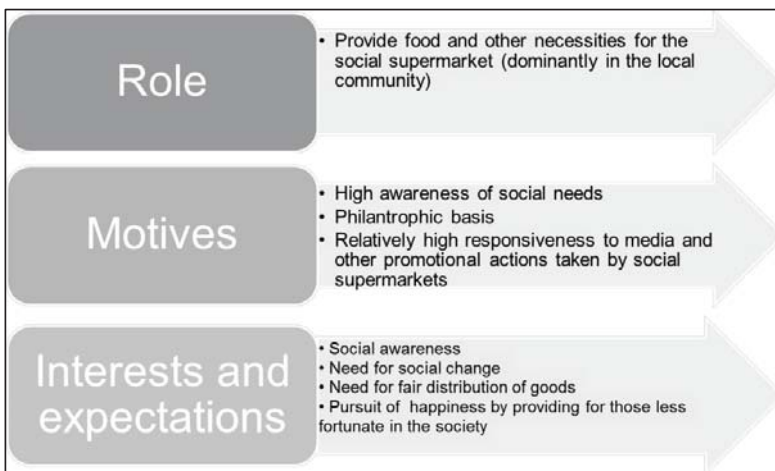 Role
• Provide food and other necessities for the
social supermarket (dominantly in the local
community)
Motives
• High awareness of social needs
• Philantrophic basis
• Relatively high responsiveness to media and
other promotional actions taken by social
supermarkets
Interests and
expectations
• Social awareness
• Need for social change
• Need for fair distribution of goods
• Pursuit of happiness by providing for those less
fortunate in the society